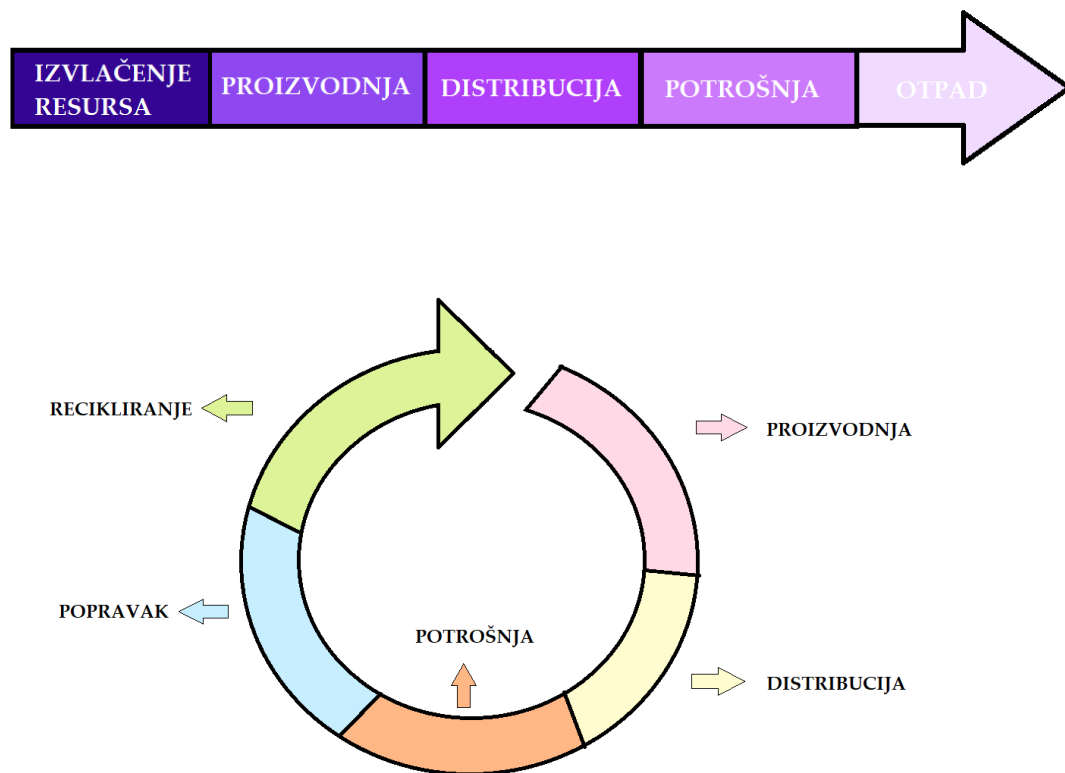 IZVLAČENJE
RESURSA
PROIZVODNJA
DISTRIBUCIJA
POTROŠNJA
OTPAD
RECIKLIRANJE
PROIZVODNJA
POPRAVAK
POTROŠNJA
DISTRIBUCIJA